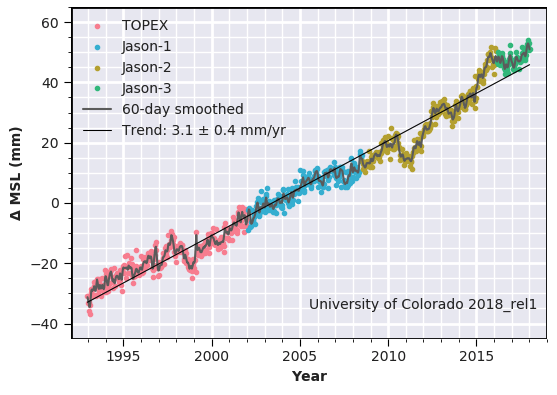 60
40
20
0
−20
−40
Δ MSL (mm)
TOPEX
Jason-1
Jason-2
Jason-3
60-day smoothed
Trend: 3.1 ± 0.4 mm/yr
University of Colorado 2018_rel1
1995 2000 2005 2010 2015
Year